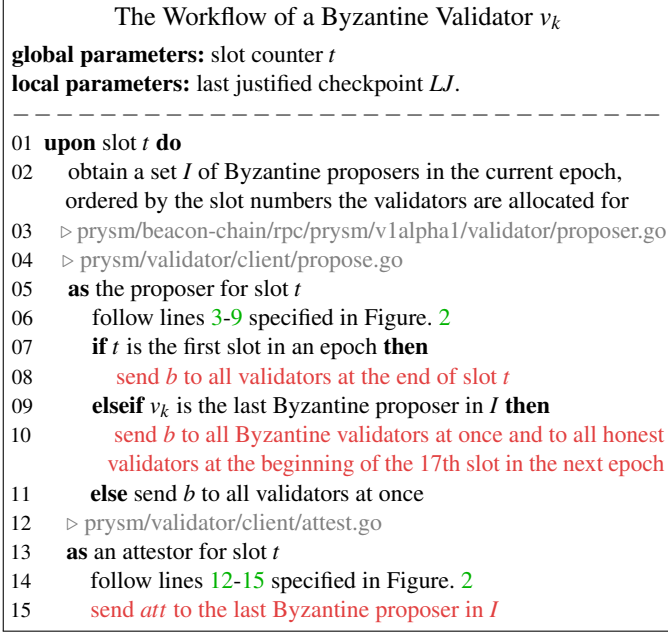 The Workflow of a Byzantine Validator v_k
global parameters: slot counter t
local parameters: last justified checkpoint LJ.
01 upon slot t do
02 obtain a set I of Byzantine proposers in the current epoch,
ordered by the slot numbers the validators are allocated for
03 ▷ prysm/beacon-chain/rpc/prysm/v1alpha1/validator/proposer.go
04 ▷ prysm/validator/client/propose.go
05 as the proposer for slot t
06 follow lines 3-9 specified in Figure. 2
07 if t is the first slot in an epoch then
08 send b to all validators at the end of slot t
09 elseif v_k is the last Byzantine proposer in I then
10 send b to all Byzantine validators at once and to all honest
validators at the beginning of the 17th slot in the next epoch
11 else send b to all validators at once
12 ▷ prysm/validator/client/attest.go
13 as an attestor for slot t
14 follow lines 12-15 specified in Figure. 2
15 send att to the last Byzantine proposer in I